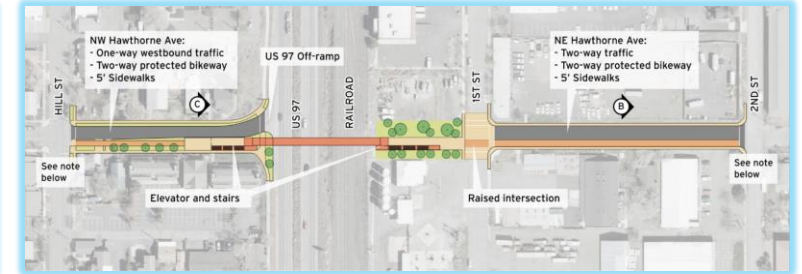 NW Hawthorne Ave:
- One-way westbound traffic
- Two-way protected bikeway
- 5' Sidewalks
US 97 Off-ramp
NE Hawthorne Ave:
- Two-way traffic
- Two-way protected bikeway
- 5' Sidewalks
HILL ST
C
US 97
RAILROAD
1ST ST
B
2ND ST
See note
below
Elevator and stairs
Raised intersection
See note
below